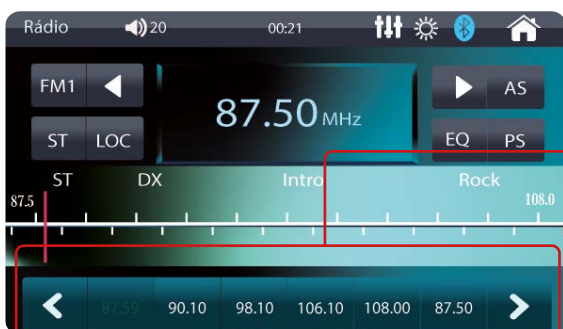 Rádio 20 00:21
FM1 AS
87.50 MHz
ST LOC EQ PS
ST DX Intro Rock
87.5 108.0
87.59 90.10 98.10 106.10 108.00 87.50